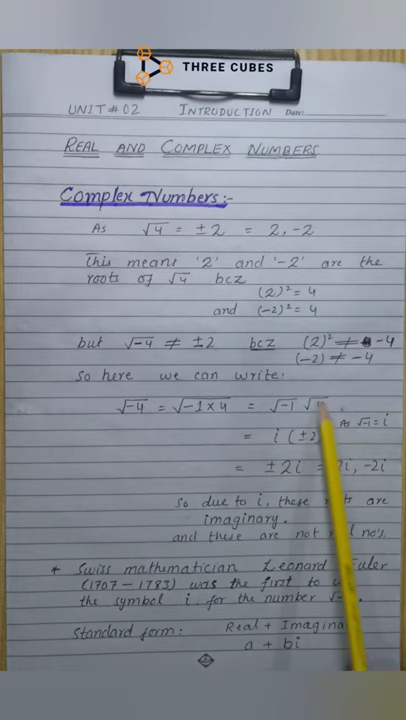 THREE CUBES
UNIT # 02 INTRODUCTION Date:
REAL AND COMPLEX NUMBERS
Complex Numbers:-
As √4 = ±2 = 2, -2
This means '2' and '-2' are the
roots of √4 bcz
(2)² = 4
and (-2)² = 4
but √-4 ≠ ±2 bcz (2)² ≠ -4
(-2) ≠ -4
So here we can write:
√-4 = √-1×4 = √-1 √
As √-1 = i
= i (±2
= ±2i = 2i, -2i
So due to i, these are
imaginary.
and these are not real no's.
* Swiss mathematician Leonard Euler
(1707-1783) was the first to
the symbol i, for the number
Standard form: Real +
a + bi